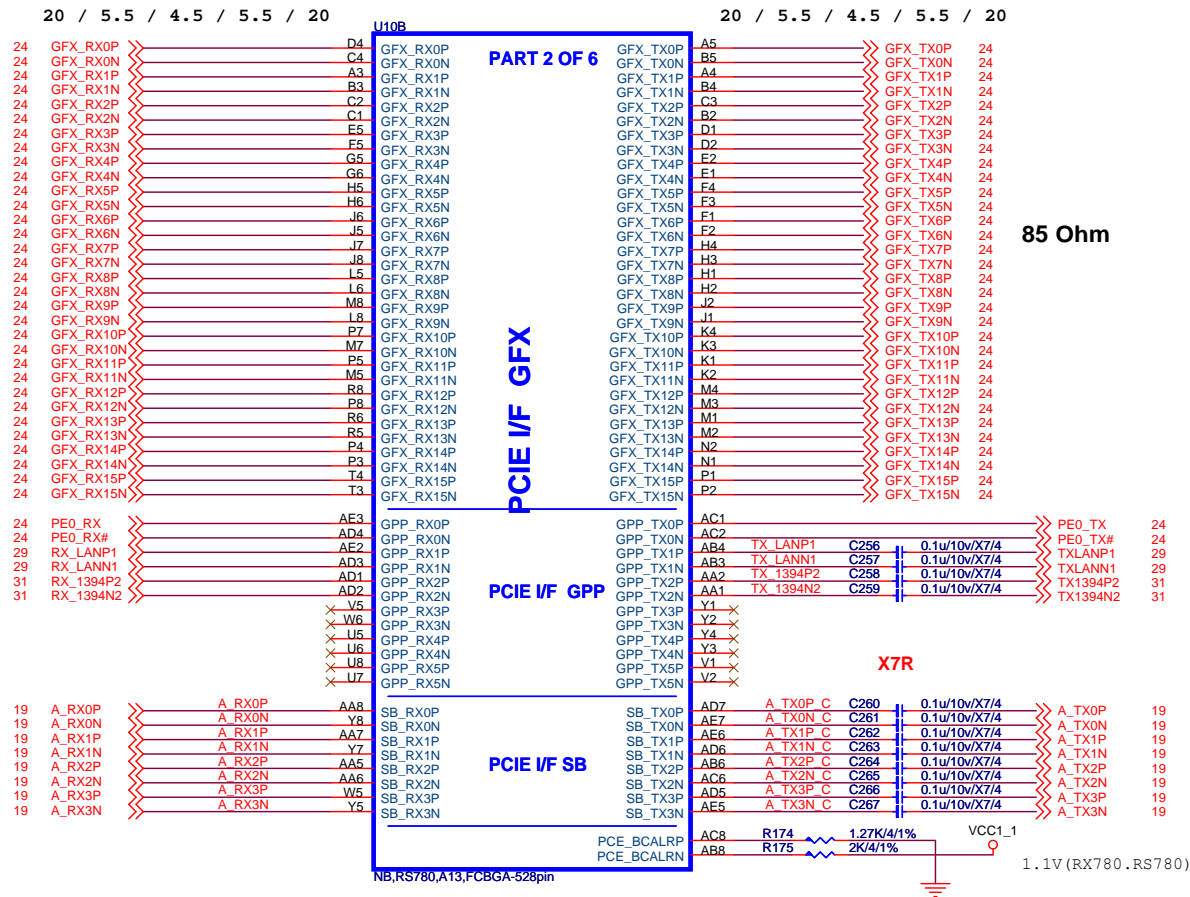 20 / 5.5 / 4.5 / 5.5 / 20 20 / 5.5 / 4.5 / 5.5 / 20
U10B
PART 2 OF 6
24 GFX_RX0P D4 GFX_RX0P GFX_TX0P A5 GFX_TX0P 24
24 GFX_RX0N C4 GFX_RX0N GFX_TX0N B5 GFX_TX0N 24
24 GFX_RX1P A3 GFX_RX1P GFX_TX1P A4 GFX_TX1P 24
24 GFX_RX1N B3 GFX_RX1N GFX_TX1N B4 GFX_TX1N 24
24 GFX_RX2P C2 GFX_RX2P GFX_TX2P C3 GFX_TX2P 24
24 GFX_RX2N C1 GFX_RX2N GFX_TX2N B2 GFX_TX2N 24
24 GFX_RX3P E5 GFX_RX3P GFX_TX3P D1 GFX_TX3P 24
24 GFX_RX3N F5 GFX_RX3N GFX_TX3N D2 GFX_TX3N 24
24 GFX_RX4P G5 GFX_RX4P GFX_TX4P E2 GFX_TX4P 24
24 GFX_RX4N G6 GFX_RX4N GFX_TX4N E1 GFX_TX4N 24
24 GFX_RX5P H5 GFX_RX5P GFX_TX5P F4 GFX_TX5P 24
24 GFX_RX5N H6 GFX_RX5N GFX_TX5N F3 GFX_TX5N 24
24 GFX_RX6P J6 GFX_RX6P GFX_TX6P F1 GFX_TX6P 24
24 GFX_RX6N J5 GFX_RX6N GFX_TX6N F2 GFX_TX6N 24
85 Ohm
24 GFX_RX7P J7 GFX_RX7P GFX_TX7P H4 GFX_TX7P 24
24 GFX_RX7N J8 GFX_RX7N GFX_TX7N H3 GFX_TX7N 24
24 GFX_RX8P L5 GFX_RX8P GFX_TX8P H1 GFX_TX8P 24
24 GFX_RX8N L6 GFX_RX8N GFX_TX8N H2 GFX_TX8N 24
24 GFX_RX9P M8 GFX_RX9P GFX_TX9P J2 GFX_TX9P 24
24 GFX_RX9N L8 GFX_RX9N GFX_TX9N J1 GFX_TX9N 24
24 GFX_RX10P P7 GFX_RX10P GFX_TX10P K4 GFX_TX10P 24
24 GFX_RX10N M7 GFX_RX10N GFX_TX10N K3 GFX_TX10N 24
24 GFX_RX11P P5 GFX_RX11P GFX_TX11P K1 GFX_TX11P 24
24 GFX_RX11N M5 GFX_RX11N GFX_TX11N K2 GFX_TX11N 24
24 GFX_RX12P R8 GFX_RX12P GFX_TX12P M4 GFX_TX12P 24
24 GFX_RX12N P8 GFX_RX12N GFX_TX12N M3 GFX_TX12N 24
24 GFX_RX13P R6 GFX_RX13P GFX_TX13P M1 GFX_TX13P 24
24 GFX_RX13N R5 GFX_RX13N GFX_TX13N M2 GFX_TX13N 24
24 GFX_RX14P P4 GFX_RX14P GFX_TX14P N2 GFX_TX14P 24
24 GFX_RX14N P3 GFX_RX14N GFX_TX14N N1 GFX_TX14N 24
24 GFX_RX15P T4 GFX_RX15P GFX_TX15P P1 GFX_TX15P 24
24 GFX_RX15N T3 GFX_RX15N GFX_TX15N P2 GFX_TX15N 24
PCIE I/F GFX
24 PE0_RX AE3 GPP_RX0P GPP_TX0P AC1 PE0_TX 24
24 PE0_RX# AD4 GPP_RX0N GPP_TX0N AC2 PE0_TX# 24
29 RX_LANP1 AE2 GPP_RX1P GPP_TX1P AB4 TX_LANP1 C256 0.1u/10v/X7/4 TXLANP1 29
29 RX_LANN1 AD3 GPP_RX1N GPP_TX1N AB3 TX_LANN1 C257 0.1u/10v/X7/4 TXLANN1 29
31 RX_1394P2 AD1 GPP_RX2P GPP_TX2P AA2 TX_1394P2 C258 0.1u/10v/X7/4 TX1394P2 31
31 RX_1394N2 AD2 GPP_RX2N GPP_TX2N AA1 TX_1394N2 C259 0.1u/10v/X7/4 TX1394N2 31
PCIE I/F GPP
V5 GPP_RX3P GPP_TX3P Y1
W6 GPP_RX3N GPP_TX3N Y2
U5 GPP_RX4P GPP_TX4P Y4
U6 GPP_RX4N GPP_TX4N Y3
U8 GPP_RX5P GPP_TX5P V1
U7 GPP_RX5N GPP_TX5N V2
X7R
19 A_RX0P A_RX0P AA8 SB_RX0P SB_TX0P AD7 A_TX0P_C C260 0.1u/10v/X7/4 A_TX0P 19
19 A_RX0N A_RX0N Y8 SB_RX0N SB_TX0N AE7 A_TX0N_C C261 0.1u/10v/X7/4 A_TX0N 19
19 A_RX1P A_RX1P AA7 SB_RX1P SB_TX1P AE6 A_TX1P_C C262 0.1u/10v/X7/4 A_TX1P 19
19 A_RX1N A_RX1N Y7 SB_RX1N SB_TX1N AD6 A_TX1N_C C263 0.1u/10v/X7/4 A_TX1N 19
19 A_RX2P A_RX2P AA5 SB_RX2P SB_TX2P AB6 A_TX2P_C C264 0.1u/10v/X7/4 A_TX2P 19
19 A_RX2N A_RX2N AA6 SB_RX2N SB_TX2N AC6 A_TX2N_C C265 0.1u/10v/X7/4 A_TX2N 19
19 A_RX3P A_RX3P W5 SB_RX3P SB_TX3P AD5 A_TX3P_C C266 0.1u/10v/X7/4 A_TX3P 19
19 A_RX3N A_RX3N Y5 SB_RX3N SB_TX3N AE5 A_TX3N_C C267 0.1u/10v/X7/4 A_TX3N 19
PCIE I/F SB
PCE_BCALRP AC8 R174 1.27K/4/1% VCC1_1
PCE_BCALRN AB8 R175 2K/4/1%
1.1V(RX780.RS780)
NB,RS780,A13,FCBGA-528pin